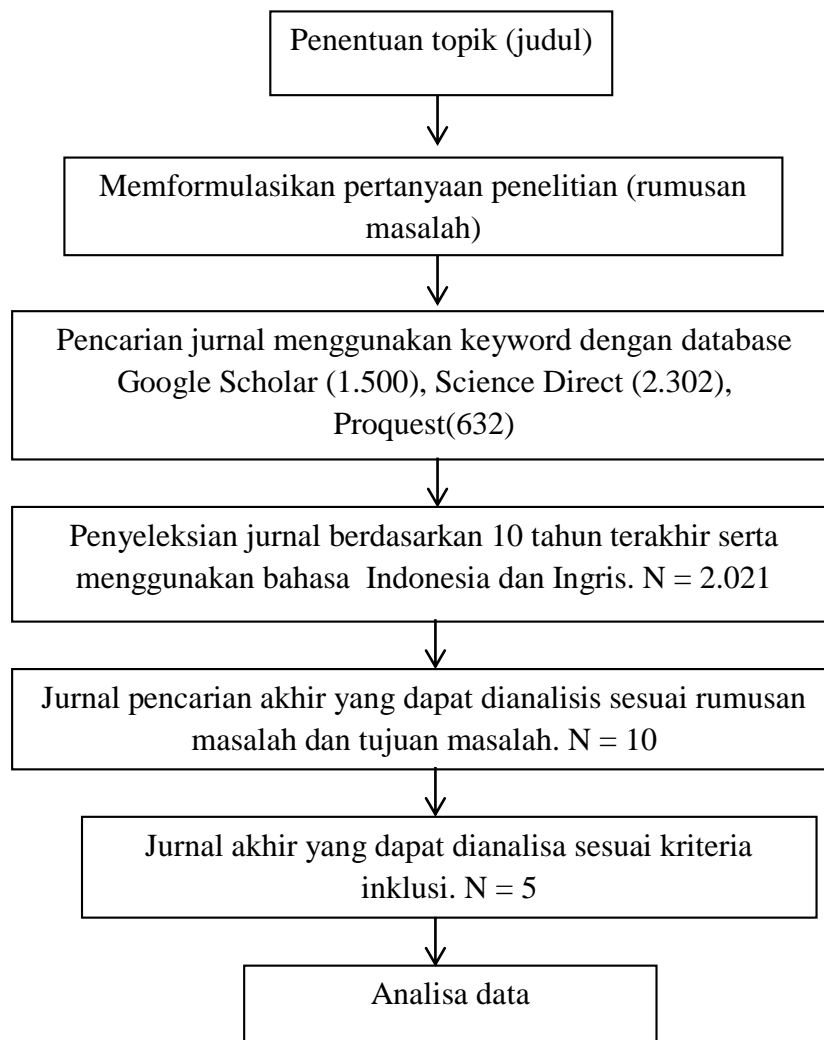 Penentuan topik (judul)
Memformulasikan pertanyaan penelitian (rumusan
masalah)
Pencarian jurnal menggunakan keyword dengan database
Google Scholar (1.500), Science Direct (2.302),
Proquest(632)
Penyeleksian jurnal berdasarkan 10 tahun terakhir serta
menggunakan bahasa  Indonesia dan Ingris. N = 2.021
Jurnal pencarian akhir yang dapat dianalisis sesuai rumusan
masalah dan tujuan masalah. N = 10
Jurnal akhir yang dapat dianalisa sesuai kriteria
inklusi. N = 5
Analisa data